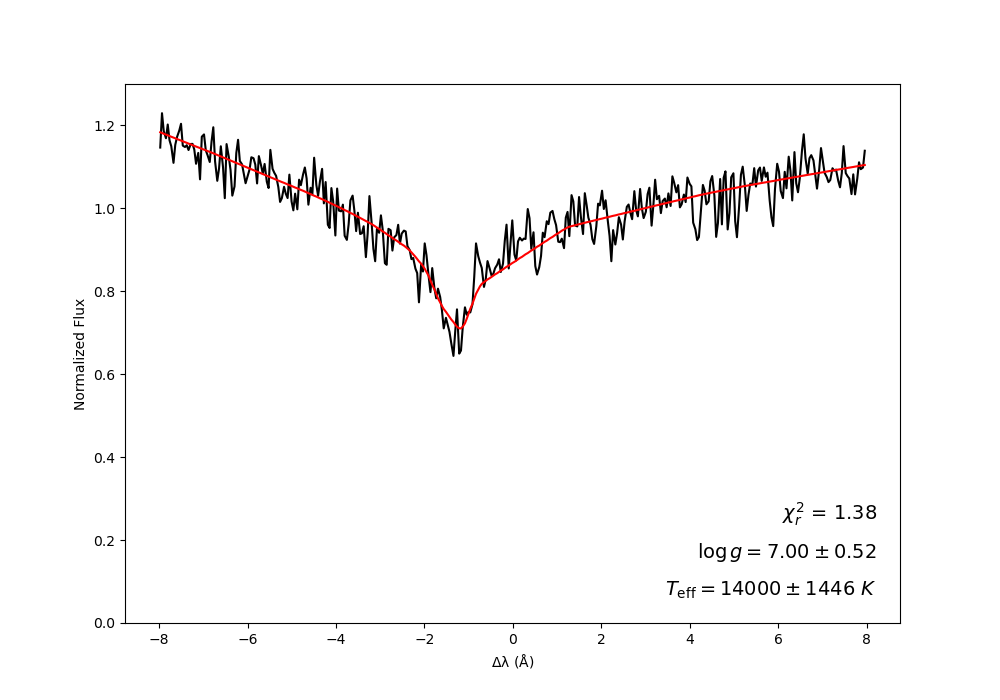 1.2
1.0
0.8
0.6
0.4
0.2
0.0
Normalized Flux
χ²ᵣ = 1.38
log g = 7.00 ± 0.52
T_eff = 14000 ± 1446 K
−8 −6 −4 −2 0 2 4 6 8
Δλ (Å)